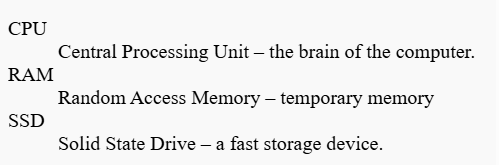 CPU
Central Processing Unit – the brain of the computer.
RAM
Random Access Memory – temporary memory
SSD
Solid State Drive – a fast storage device.